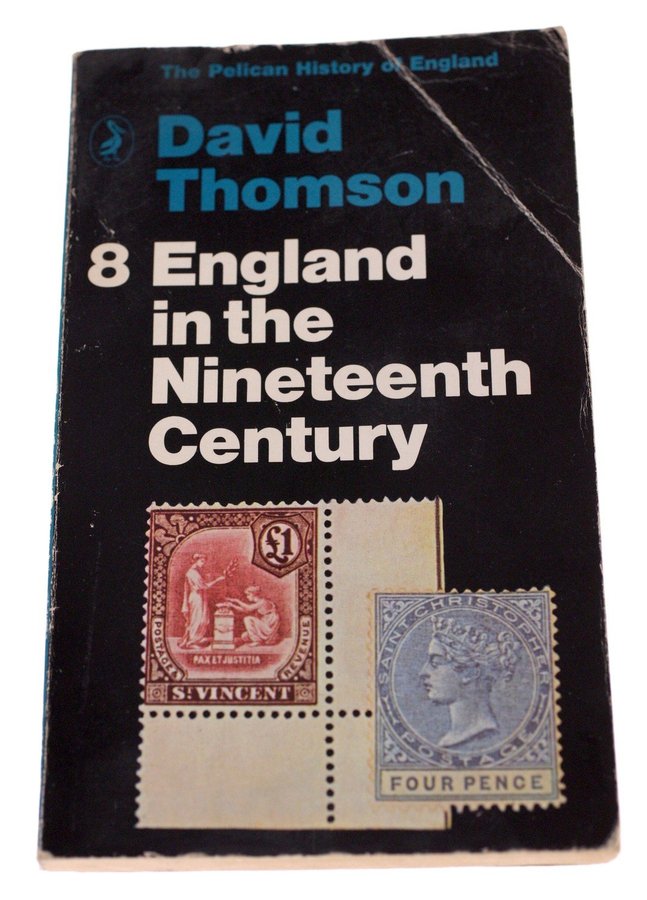 The Pelican History of England
David
Thomson
8 England
in the
Nineteenth
Century
£1
POSTAGE & REVENUE
PAX ET JUSTITIA
ST. VINCENT
SAINT CHRISTOPHER
POSTAGE
FOUR PENCE